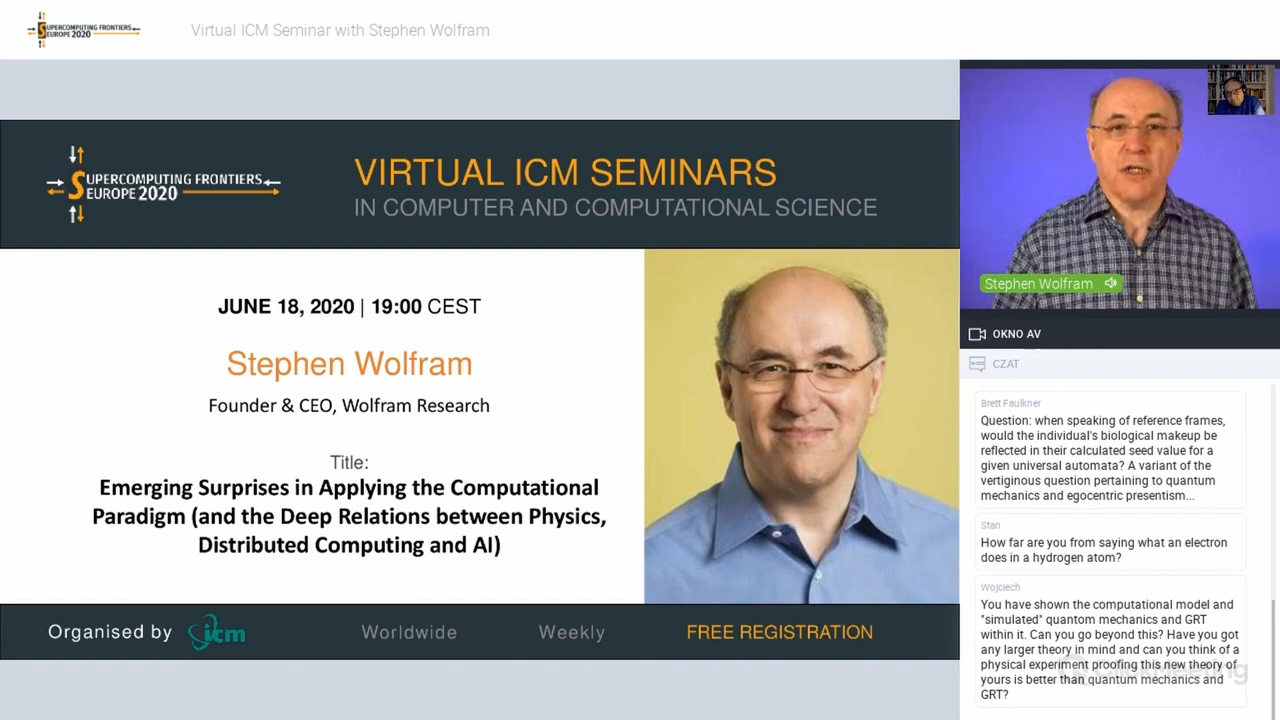 SUPERCOMPUTING FRONTIERS
EUROPE 2020
Virtual ICM Seminar with Stephen Wolfram
SUPERCOMPUTING FRONTIERS
EUROPE 2020
VIRTUAL ICM SEMINARS
IN COMPUTER AND COMPUTATIONAL SCIENCE
JUNE 18, 2020 | 19:00 CEST
Stephen Wolfram
Founder & CEO, Wolfram Research
Title:
Emerging Surprises in Applying the Computational
Paradigm (and the Deep Relations between Physics,
Distributed Computing and AI)
Organised by icm
Worldwide
Weekly
FREE REGISTRATION
Stephen Wolfram
OKNO AV
CZAT
Brett Faulkner
Question: when speaking of reference frames,
would the individual's biological makeup be
reflected in their calculated seed value for a
given universal automata? A variant of the
vertiginous question pertaining to quantum
mechanics and egocentric presentism...
Stan
How far are you from saying what an electron
does in a hydrogen atom?
Wojciech
You have shown the computational model and
"simulated" quantum mechanics and GRT
within it. Can you go beyond this? Have you got
any larger theory in mind and can you think of a
physical experiment proofing this new theory of
yours is better than quantum mechanics and
GRT?
ClickMeeting